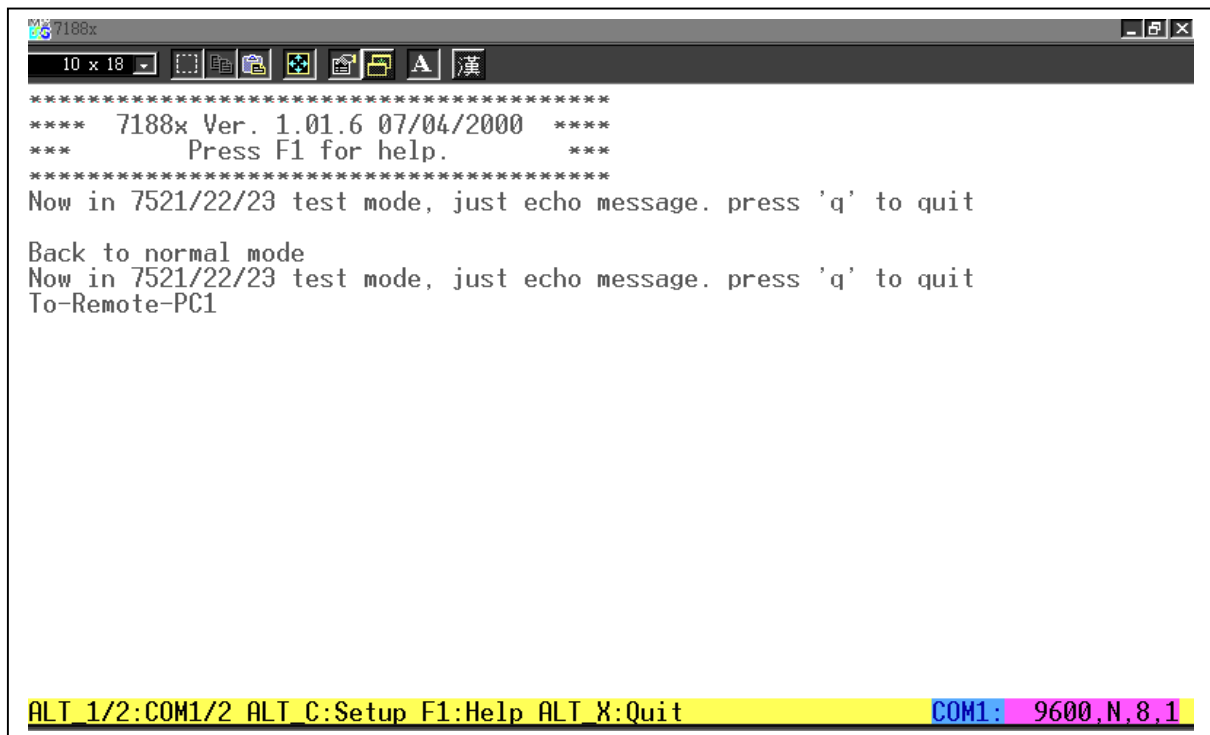 7188x
10 x 18 A 漢
****************************************
**** 7188x Ver. 1.01.6 07/04/2000 ****
*** Press F1 for help. ***
****************************************
Now in 7521/22/23 test mode, just echo message. press 'q' to quit
Back to normal mode
Now in 7521/22/23 test mode, just echo message. press 'q' to quit
To-Remote-PC1
ALT_1/2:COM1/2 ALT_C:Setup F1:Help ALT_X:Quit COM1: 9600,N,8,1